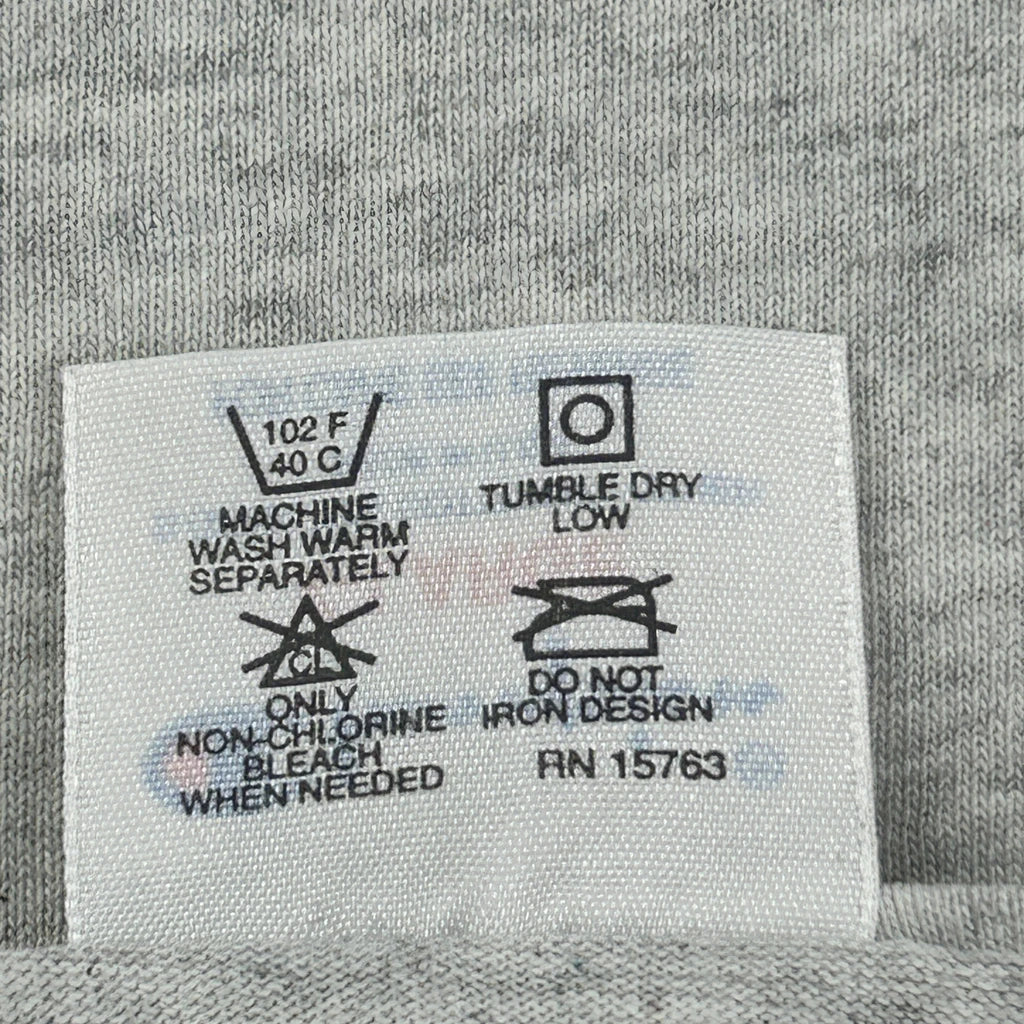 102 F
40 C
MACHINE
WASH WARM
SEPARATELY
TUMBLE DRY
LOW
CL
ONLY
NON-CHLORINE
BLEACH
WHEN NEEDED
DO NOT
IRON DESIGN
RN 15763